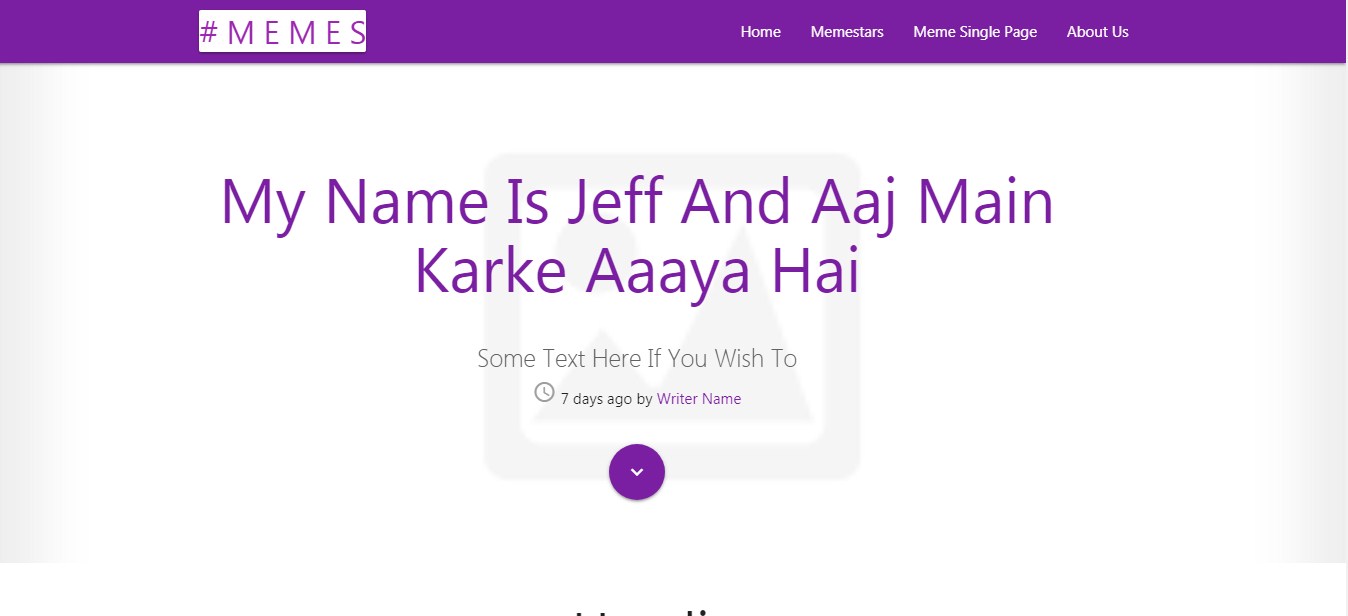 #MEMES
Home Memestars Meme Single Page About Us
My Name Is Jeff And Aaj Main
Karke Aaaya Hai
Some Text Here If You Wish To
7 days ago by Writer Name